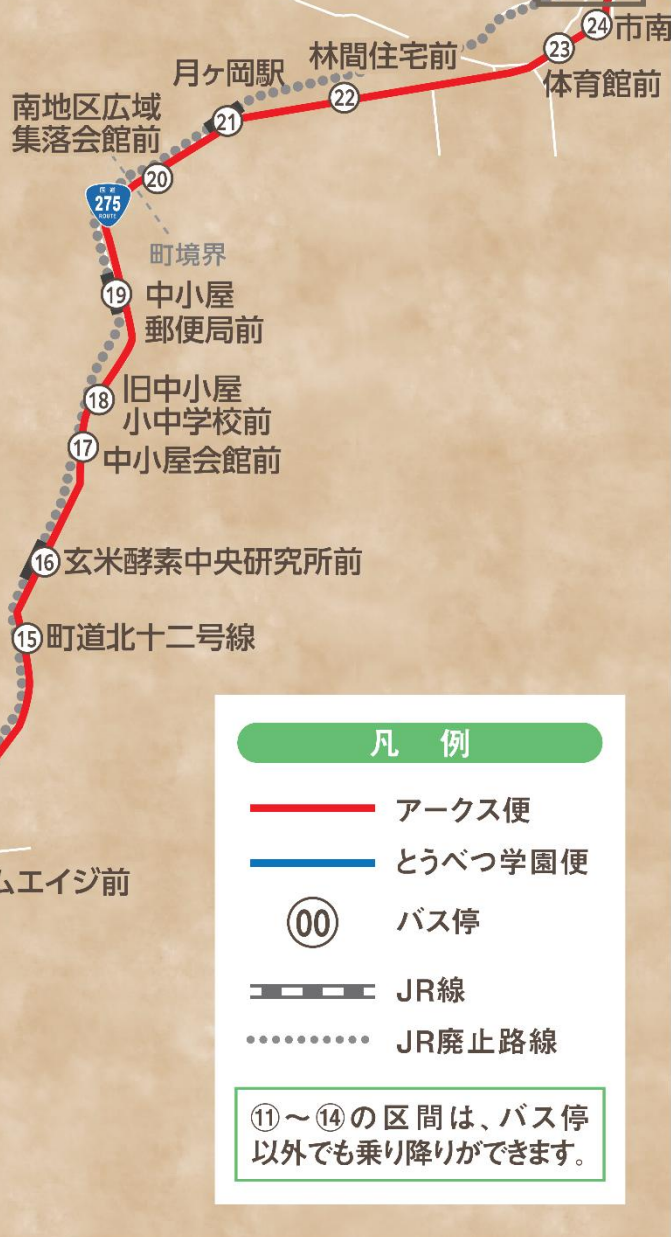 ㉔市南
㉓
体育館前
林間住宅前
㉒
月ヶ岡駅
㉑
南地区広域
集落会館前
⑳
国道
275
ROUTE
町境界
⑲ 中小屋
郵便局前
⑱ 旧中小屋
小中学校前
⑰ 中小屋会館前
⑯ 玄米酵素中央研究所前
⑮ 町道北十二号線
ムエイジ前
凡 例
アークス便
とうべつ学園便
00 バス停
JR線
JR廃止路線
⑪〜⑭の区間は、バス停
以外でも乗り降りができます。